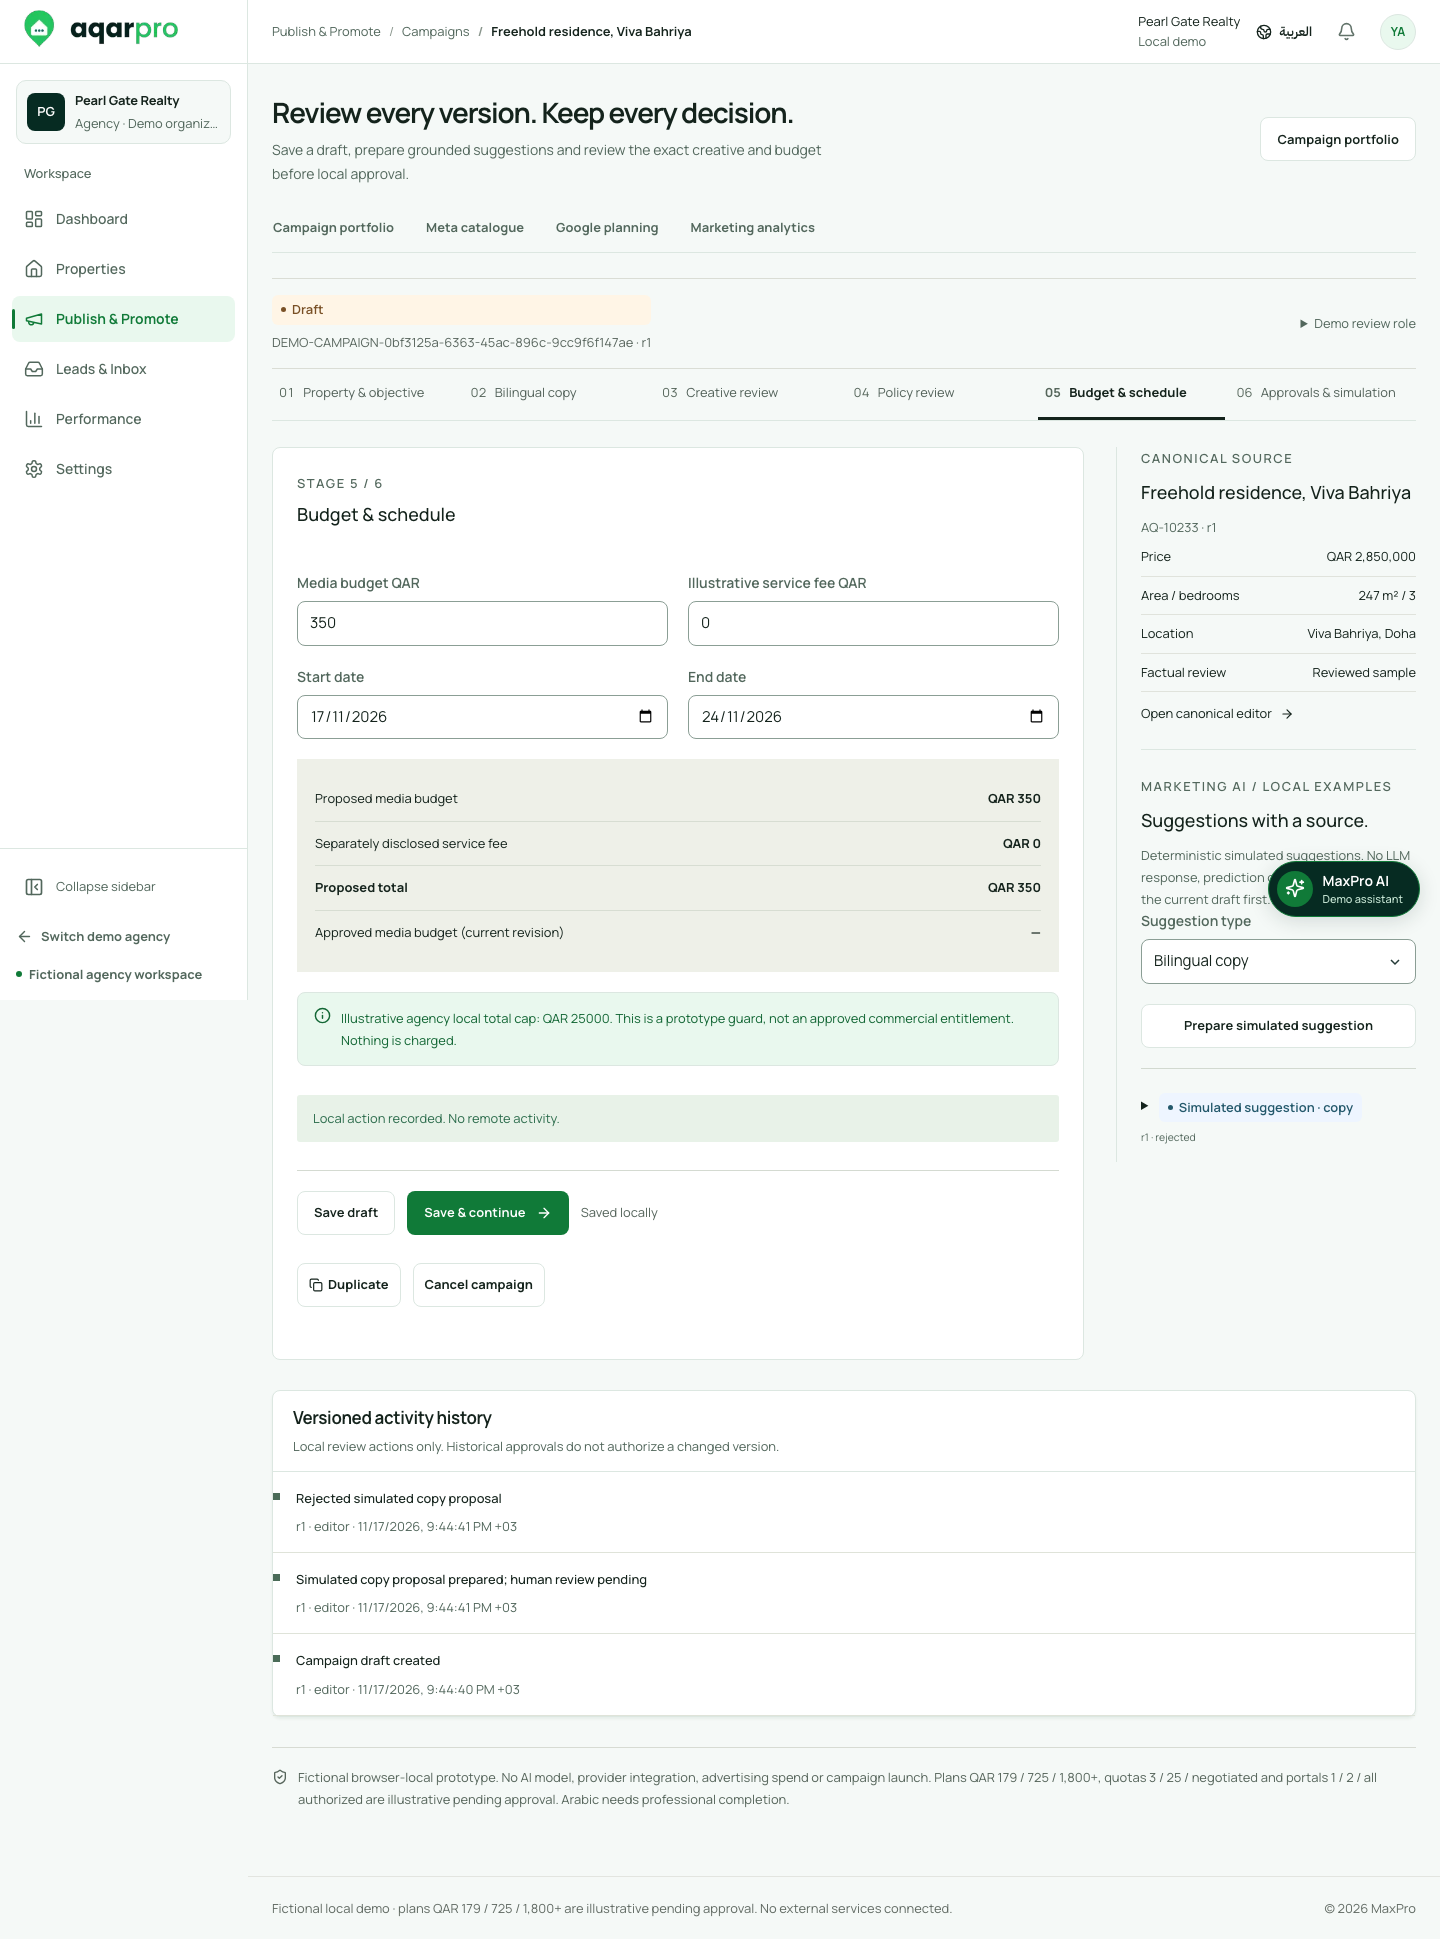 aqarpro
Publish & Promote / Campaigns / Freehold residence, Viva Bahriya
Pearl Gate Realty
Local demo
العربية
YA
PG
Pearl Gate Realty
Agency · Demo organiz...
Workspace
Dashboard
Properties
Publish & Promote
Leads & Inbox
Performance
Settings
Collapse sidebar
Switch demo agency
Fictional agency workspace
Review every version. Keep every decision.
Save a draft, prepare grounded suggestions and review the exact creative and budget
before local approval.
Campaign portfolio
Campaign portfolio
Meta catalogue
Google planning
Marketing analytics
Draft
DEMO-CAMPAIGN-0bf3125a-6363-45ac-896c-9cc9f6f147ae · r1
Demo review role
01 Property & objective
02 Bilingual copy
03 Creative review
04 Policy review
05 Budget & schedule
06 Approvals & simulation
STAGE 5 / 6
Budget & schedule
Media budget QAR
Illustrative service fee QAR
350
0
Start date
End date
17/11/2026
24/11/2026
Proposed media budget QAR 350
Separately disclosed service fee QAR 0
Proposed total QAR 350
Approved media budget (current revision) —
Illustrative agency local total cap: QAR 25000. This is a prototype guard, not an approved commercial entitlement.
Nothing is charged.
Local action recorded. No remote activity.
Save draft
Save & continue
Saved locally
Duplicate
Cancel campaign
CANONICAL SOURCE
Freehold residence, Viva Bahriya
AQ-10233 · r1
Price QAR 2,850,000
Area / bedrooms 247 m² / 3
Location Viva Bahriya, Doha
Factual review Reviewed sample
Open canonical editor
MARKETING AI / LOCAL EXAMPLES
Suggestions with a source.
Deterministic simulated suggestions. No LLM
response, prediction
the current draft first.
MaxPro AI
Demo assistant
Suggestion type
Bilingual copy
Prepare simulated suggestion
Simulated suggestion · copy
r1 · rejected
Versioned activity history
Local review actions only. Historical approvals do not authorize a changed version.
Rejected simulated copy proposal
r1 · editor · 11/17/2026, 9:44:41 PM +03
Simulated copy proposal prepared; human review pending
r1 · editor · 11/17/2026, 9:44:41 PM +03
Campaign draft created
r1 · editor · 11/17/2026, 9:44:40 PM +03
Fictional browser-local prototype. No AI model, provider integration, advertising spend or campaign launch. Plans QAR 179 / 725 / 1,800+, quotas 3 / 25 / negotiated and portals 1 / 2 / all
authorized are illustrative pending approval. Arabic needs professional completion.
Fictional local demo · plans QAR 179 / 725 / 1,800+ are illustrative pending approval. No external services connected.
© 2026 MaxPro